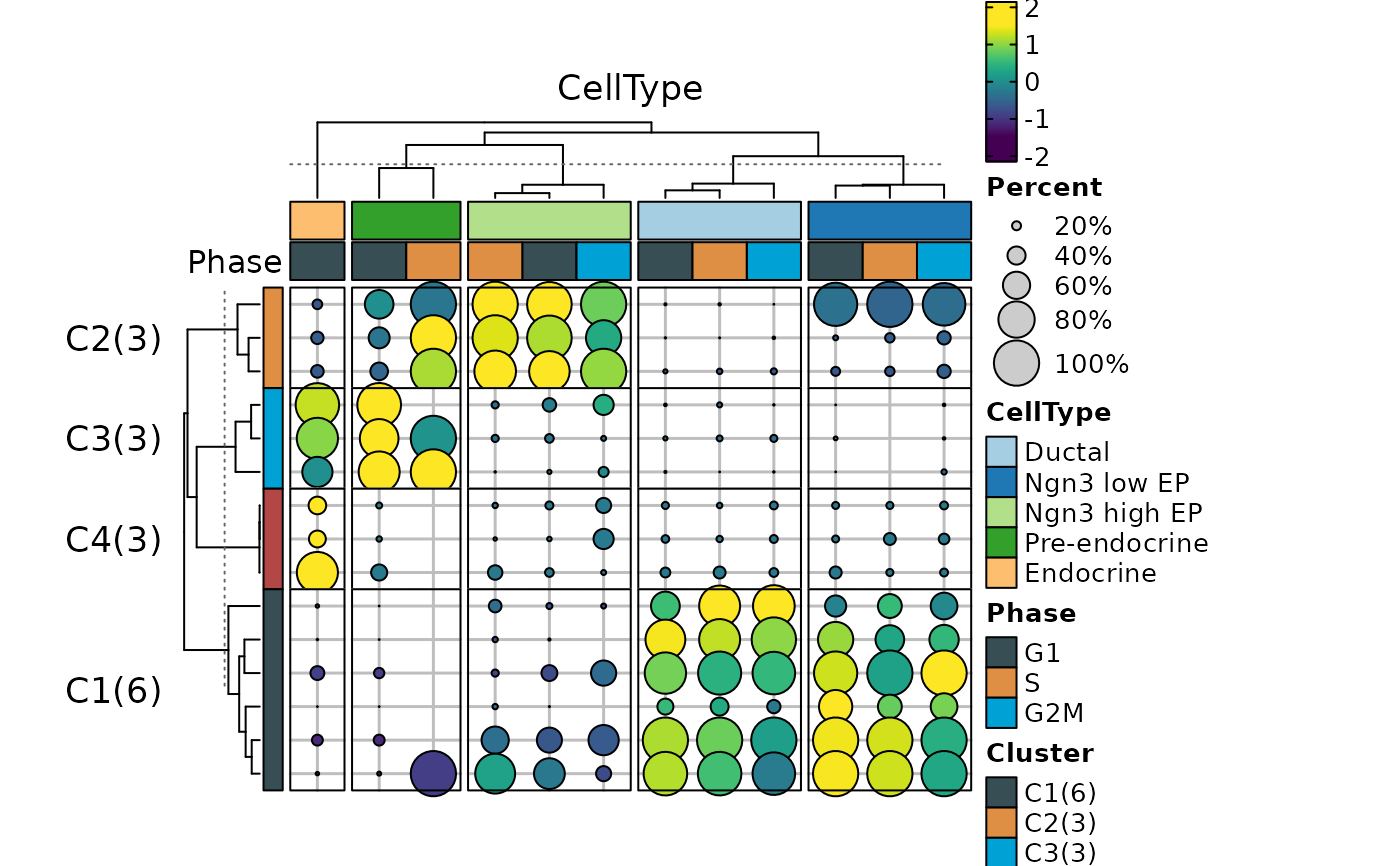 CellType
Phase
C2(3)
C3(3)
C4(3)
C1(6)
2
1
0
-1
-2
Percent
20%
40%
60%
80%
100%
CellType
Ductal
Ngn3 low EP
Ngn3 high EP
Pre-endocrine
Endocrine
Phase
G1
S
G2M
Cluster
C1(6)
C2(3)
C3(3)